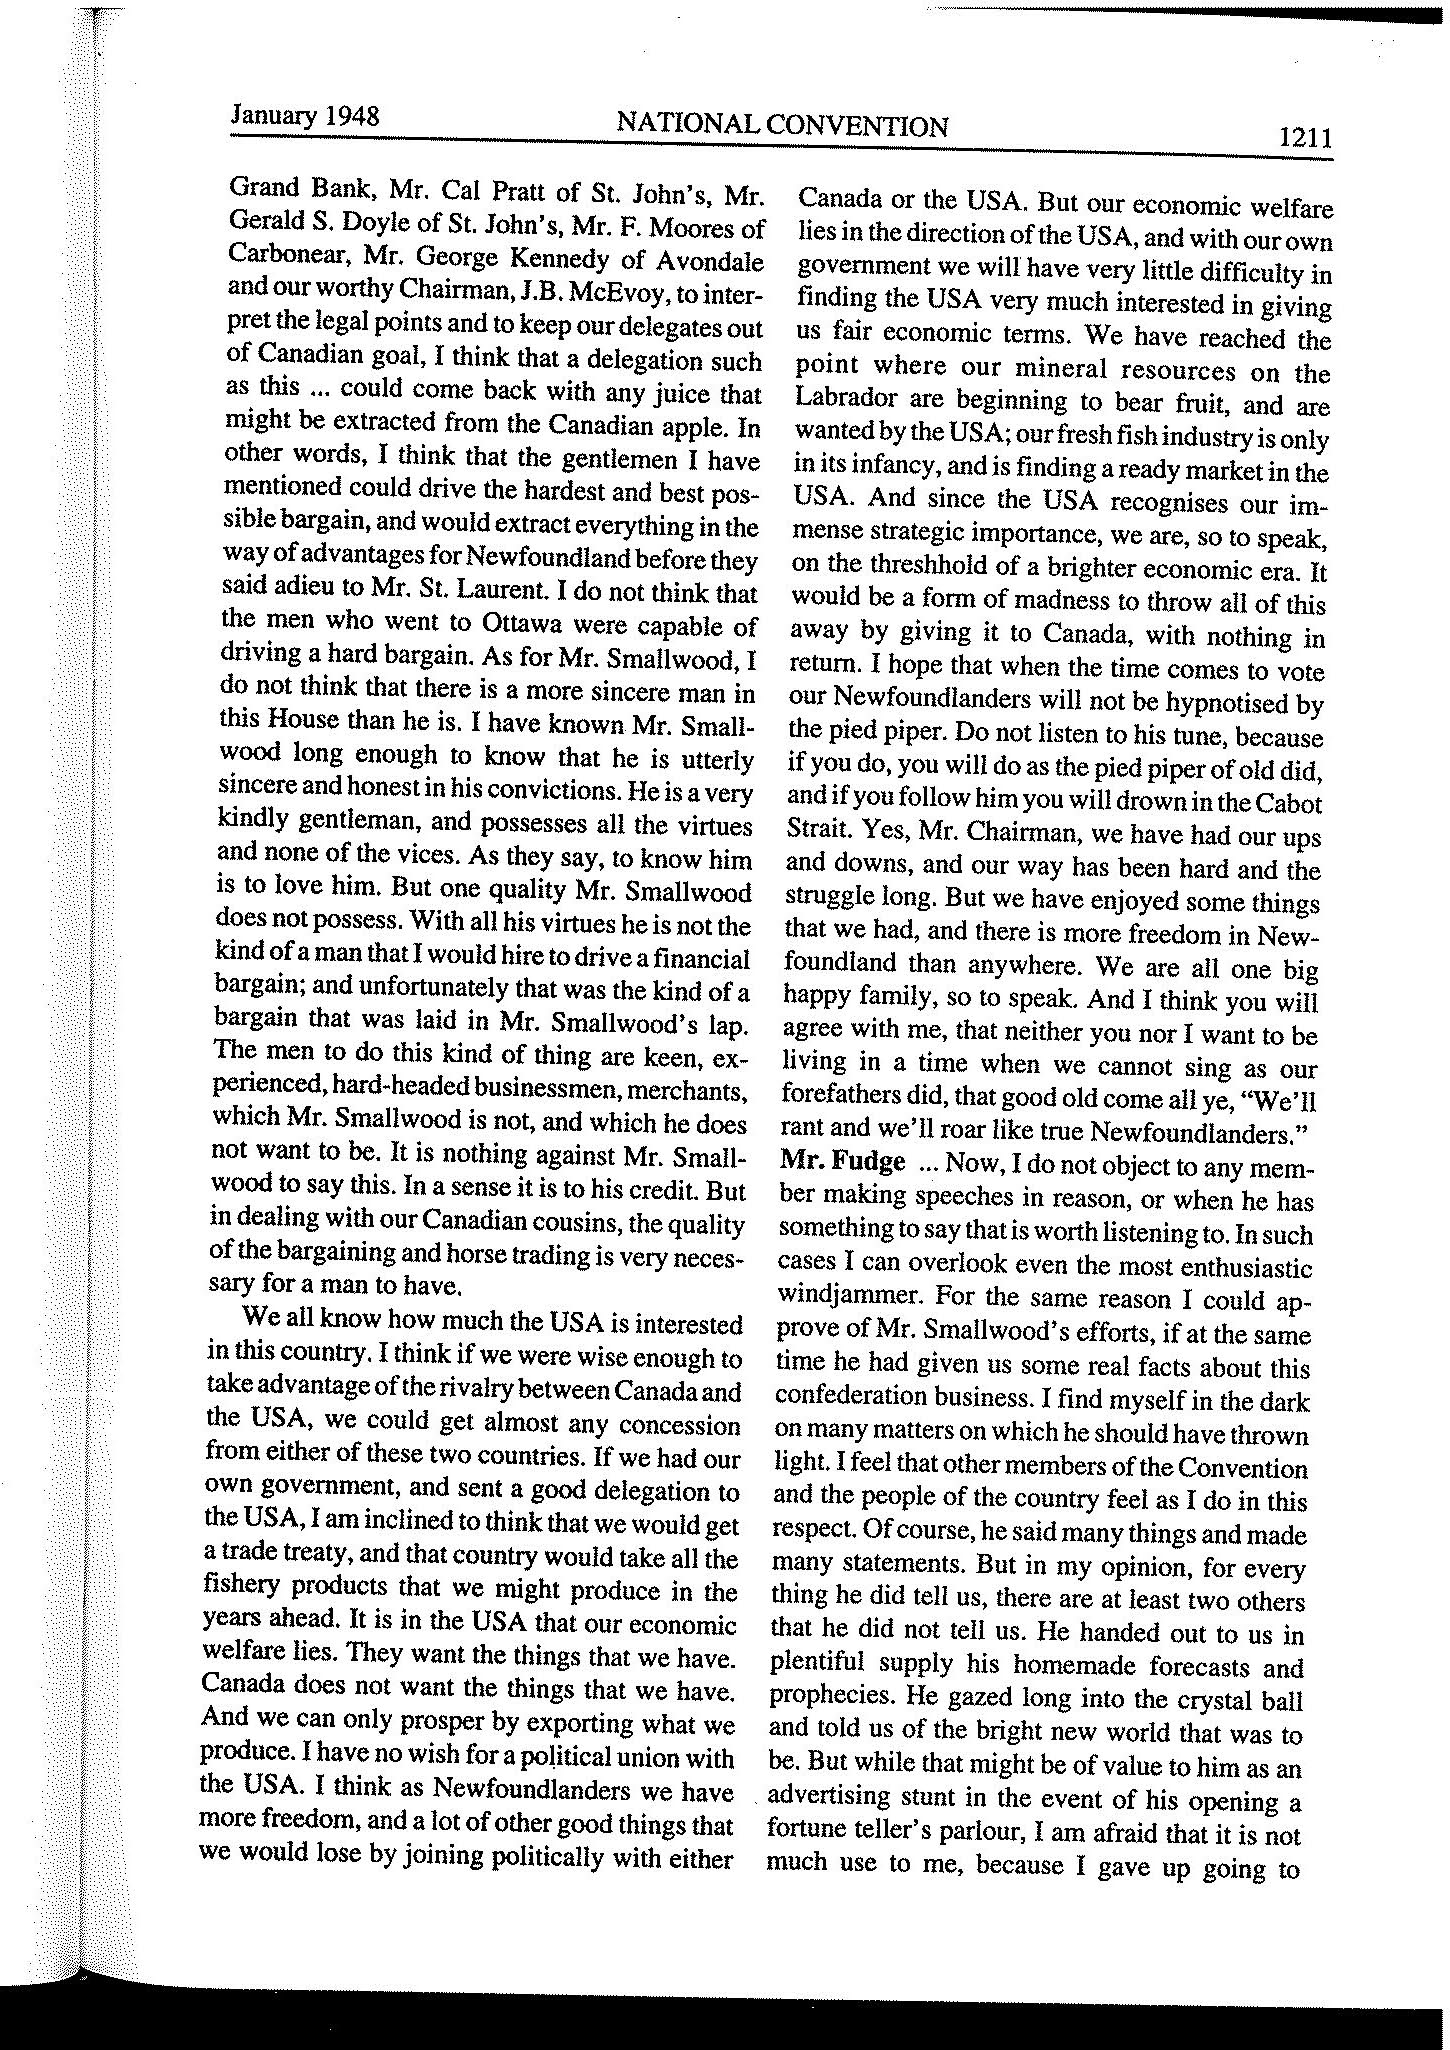 January 1948
NATIONAL CONVENTION
1211
Grand Bank, Mr. Cal Pratt of St. John's, Mr.
Gerald S. Doyle of St. John's, Mr. F. Moores of
Carbonear, Mr. George Kennedy of Avondale
and our worthy Chairman, J.B. McEvoy, to inter-
pret the legal points and to keep our delegates out
of Canadian goal, I think that a delegation such
as this ... could come back with any juice that
might be extracted from the Canadian apple. In
other words, I think that the gentlemen I have
mentioned could drive the hardest and best pos-
sible bargain, and would extract everything in the
way of advantages for Newfoundland before they
said adieu to Mr. St. Laurent. I do not think that
the men who went to Ottawa were capable of
driving a hard bargain. As for Mr. Smallwood, I
do not think that there is a more sincere man in
this House than he is. I have known Mr. Small-
wood long enough to know that he is utterly
sincere and honest in his convictions. He is a very
kindly gentleman, and possesses all the virtues
and none of the vices. As they say, to know him
is to love him. But one quality Mr. Smallwood
does not possess. With all his virtues he is not the
kind of a man that I would hire to drive a financial
bargain; and unfortunately that was the kind of a
bargain that was laid in Mr. Smallwood's lap.
The men to do this kind of thing are keen, ex-
perienced, hard-headed businessmen, merchants,
which Mr. Smallwood is not, and which he does
not want to be. It is nothing against Mr. Small-
wood to say this. In a sense it is to his credit. But
in dealing with our Canadian cousins, the quality
of the bargaining and horse trading is very neces-
sary for a man to have.
We all know how much the USA is interested
in this country. I think if we were wise enough to
take advantage of the rivalry between Canada and
the USA, we could get almost any concession
from either of these two countries. If we had our
own government, and sent a good delegation to
the USA, I am inclined to think that we would get
a trade treaty, and that country would take all the
fishery products that we might produce in the
years ahead. It is in the USA that our economic
welfare lies. They want the things that we have.
Canada does not want the things that we have.
And we can only prosper by exporting what we
produce. I have no wish for a political union with
the USA. I think as Newfoundlanders we have
more freedom, and a lot of other good things that
we would lose by joining politically with either
Canada or the USA. But our economic welfare
lies in the direction of the USA, and with our own
government we will have very little difficulty in
finding the USA very much interested in giving
us fair economic terms. We have reached the
point where our mineral resources on the
Labrador are beginning to bear fruit, and are
wanted by the USA; our fresh fish industry is only
in its infancy, and is finding a ready market in the
USA. And since the USA recognises our im-
mense strategic importance, we are, so to speak,
on the threshhold of a brighter economic era. It
would be a form of madness to throw all of this
away by giving it to Canada, with nothing in
return. I hope that when the time comes to vote
our Newfoundlanders will not be hypnotised by
the pied piper. Do not listen to his tune, because
if you do, you will do as the pied piper of old did,
and if you follow him you will drown in the Cabot
Strait. Yes, Mr. Chairman, we have had our ups
and downs, and our way has been hard and the
struggle long. But we have enjoyed some things
that we had, and there is more freedom in New-
foundland than anywhere. We are all one big
happy family, so to speak. And I think you will
agree with me, that neither you nor I want to be
living in a time when we cannot sing as our
forefathers did, that good old come all ye, "We'll
rant and we'll roar like true Newfoundlanders."
Mr. Fudge ... Now, I do not object to any mem-
ber making speeches in reason, or when he has
something to say that is worth listening to. In such
cases I can overlook even the most enthusiastic
windjammer. For the same reason I could ap-
prove of Mr. Smallwood's efforts, if at the same
time he had given us some real facts about this
confederation business. I find myself in the dark
on many matters on which he should have thrown
light. I feel that other members of the Convention
and the people of the country feel as I do in this
respect. Of course, he said many things and made
many statements. But in my opinion, for every
thing he did tell us, there are at least two others
that he did not tell us. He handed out to us in
plentiful supply his homemade forecasts and
prophecies. He gazed long into the crystal ball
and told us of the bright new world that was to
be. But while that might be of value to him as an
advertising stunt in the event of his opening a
fortune teller's parlour, I am afraid that it is not
much use to me, because I gave up going to